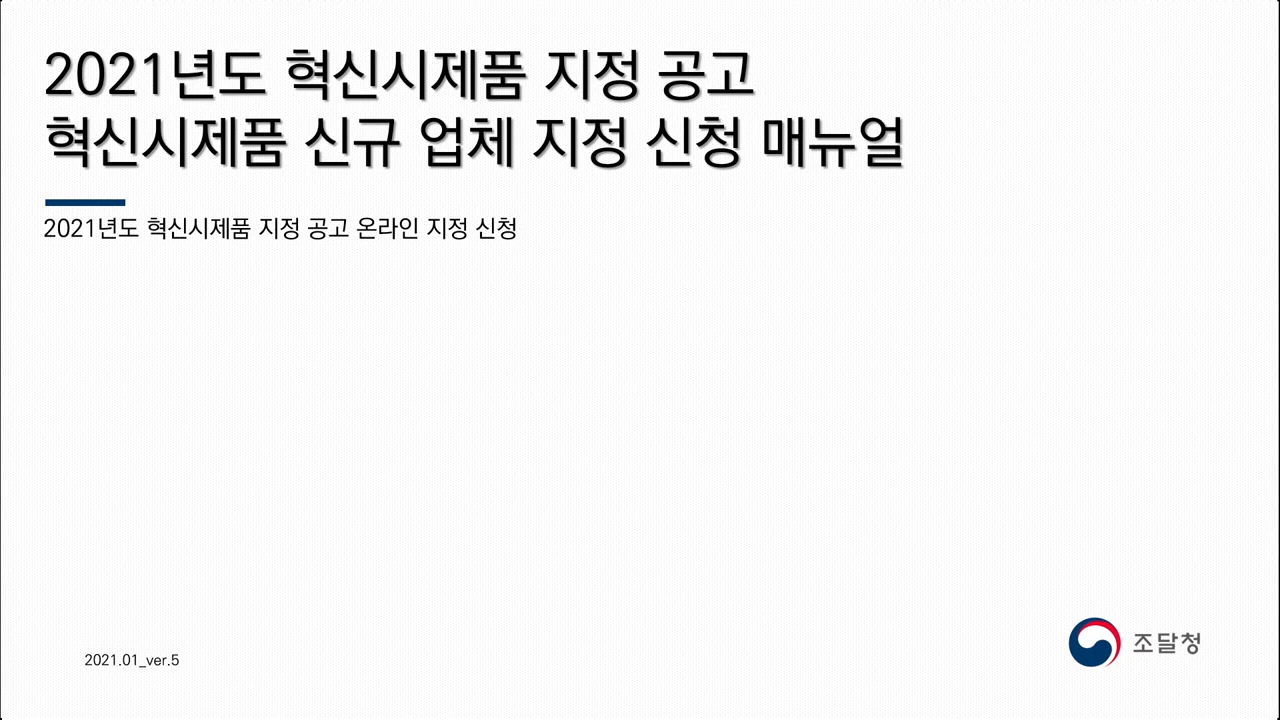 2021년도 혁신시제품 지정 공고
혁신시제품 신규 업체 지정 신청 매뉴얼
2021년도 혁신시제품 지정 공고 온라인 지정 신청
2021.01_ver.5
조달청